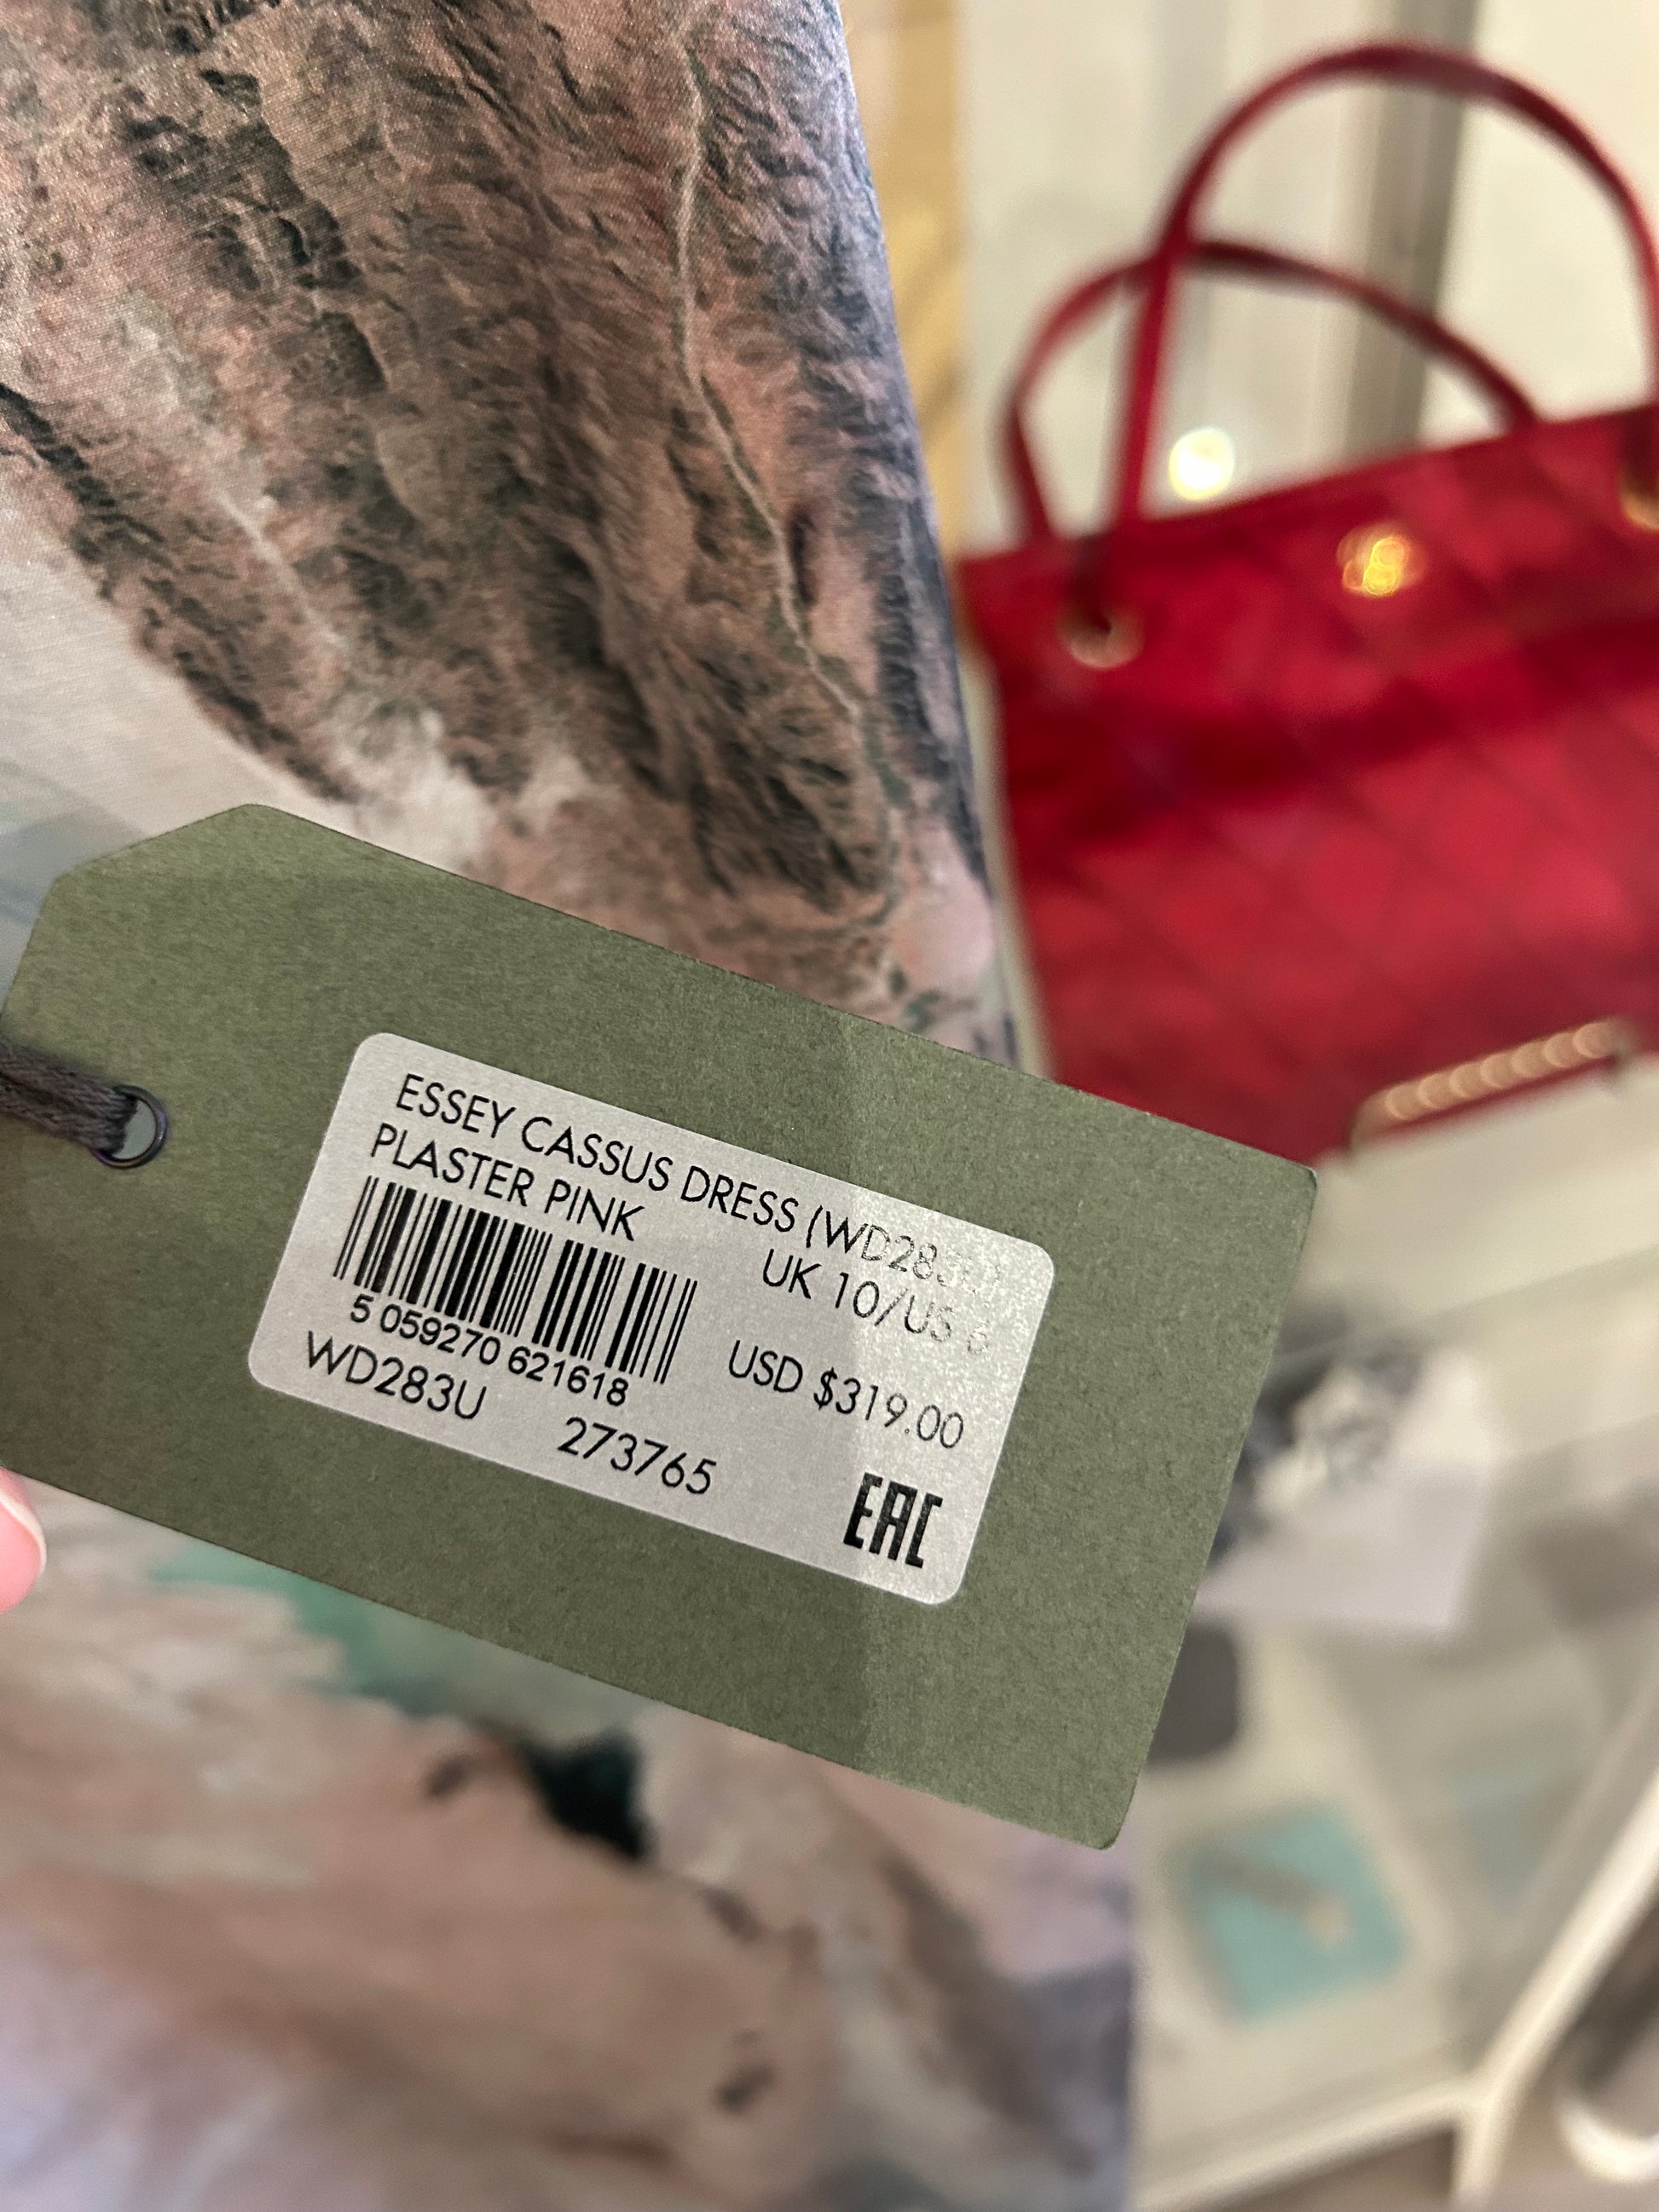 ESSEY CASSUS DRESS (WD283U)
PLASTER PINK
UK 10/US 6
5 059270 621618
USD $319.00
WD283U 273765
EAC